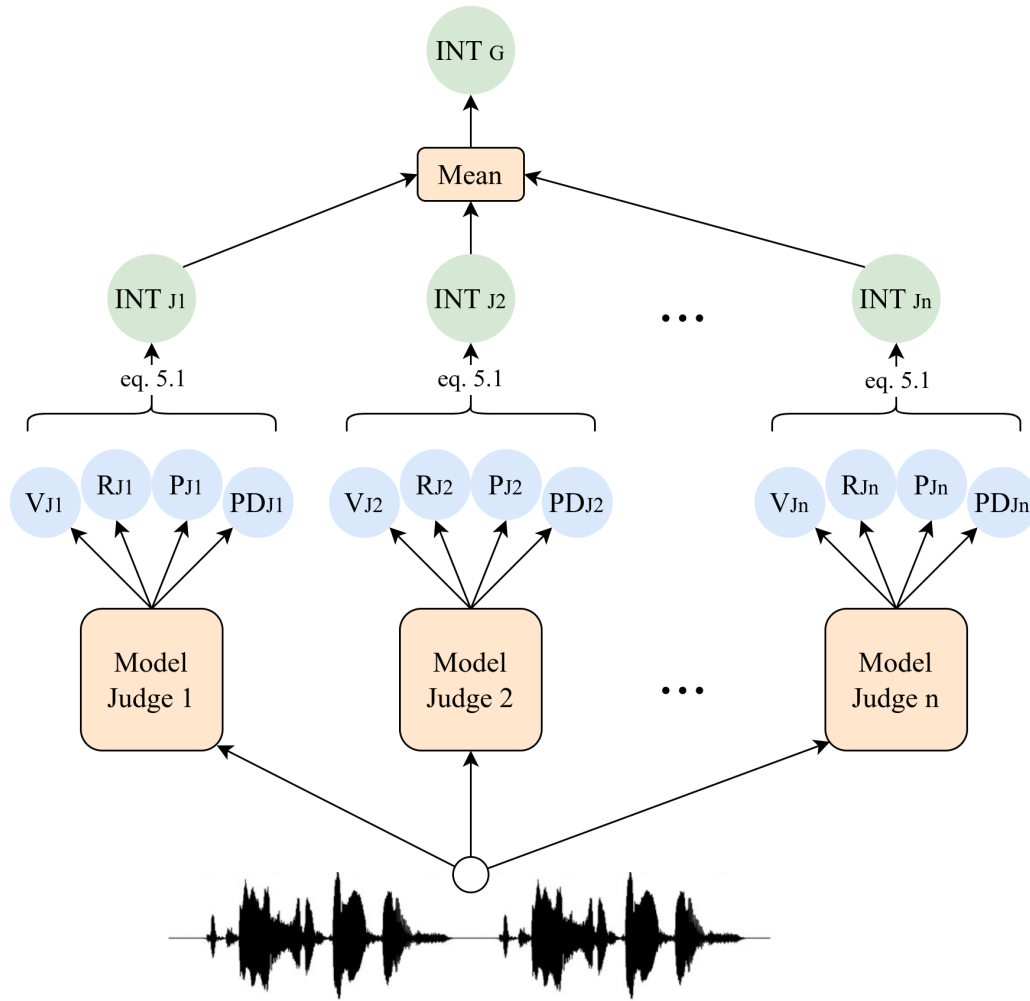 INT G
Mean
INT J1
INT J2
...
INT Jn
eq. 5.1
eq. 5.1
eq. 5.1
VJ1
RJ1
PJ1
PDJ1
VJ2
RJ2
PJ2
PDJ2
VJn
RJn
PJn
PDJn
Model
Judge 1
Model
Judge 2
...
Model
Judge n